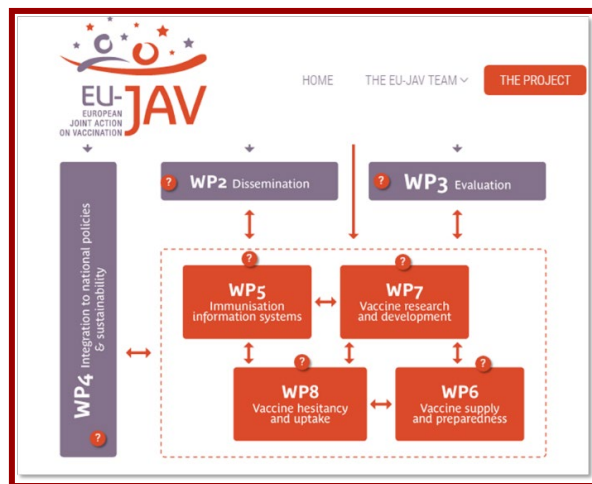 EU-JAV
EUROPEAN
JOINT ACTION
ON VACCINATION
HOME
THE EU-JAV TEAM
THE PROJECT
WP2 Dissemination
?
WP3 Evaluation
?
WP4 Integration to national policies
& sustainability
?
WP5
Immunisation
information systems
?
WP7
Vaccine research
and development
?
WP8
Vaccine hesitancy
and uptake
?
WP6
Vaccine supply
and preparedness
?